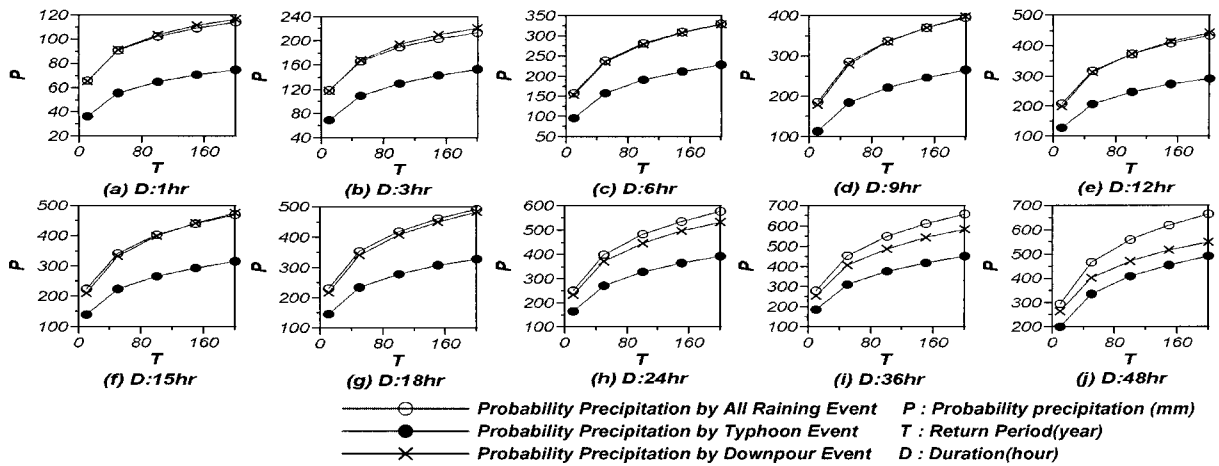 120
100
80
60
40
20
P
0 80 160
T
(a) D:1hr
240
200
160
120
80
40
P
0 80 160
T
(b) D:3hr
350
300
250
200
150
100
50
P
0 80 160
T
(c) D:6hr
400
300
200
100
P
0 80 160
T
(d) D:9hr
500
400
300
200
100
P
0 80 160
T
(e) D:12hr
500
400
300
200
100
P
0 80 160
T
(f) D:15hr
500
400
300
200
100
P
0 80 160
T
(g) D:18hr
600
500
400
300
200
100
P
0 80 160
T
(h) D:24hr
700
600
500
400
300
200
100
P
0 80 160
T
(i) D:36hr
700
600
500
400
300
200
P
0 80 160
T
(j) D:48hr
Probability Precipitation by All Raining Event P : Probability precipitation (mm)
Probability Precipitation by Typhoon Event T : Return Period(year)
Probability Precipitation by Downpour Event D : Duration(hour)